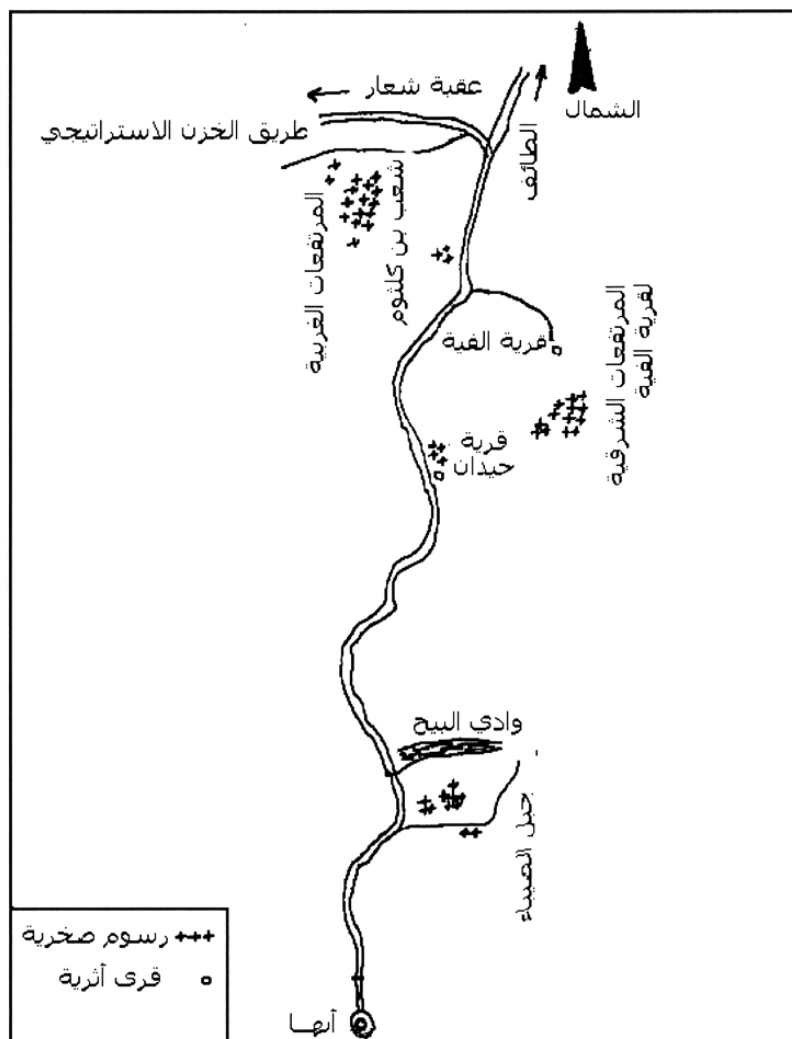 عقبة شعار
الشمال
طريق الخزن الاستراتيجي
الطائف
شعب بن كلثوم
المرتفعات الغربية
قرية الفية
المرتفعات الشرقية
لقرية الفية
قرية
حيدان
وادي البيح
جبل الصيباء
رسوم صخرية
قرى أثرية
أبهـا